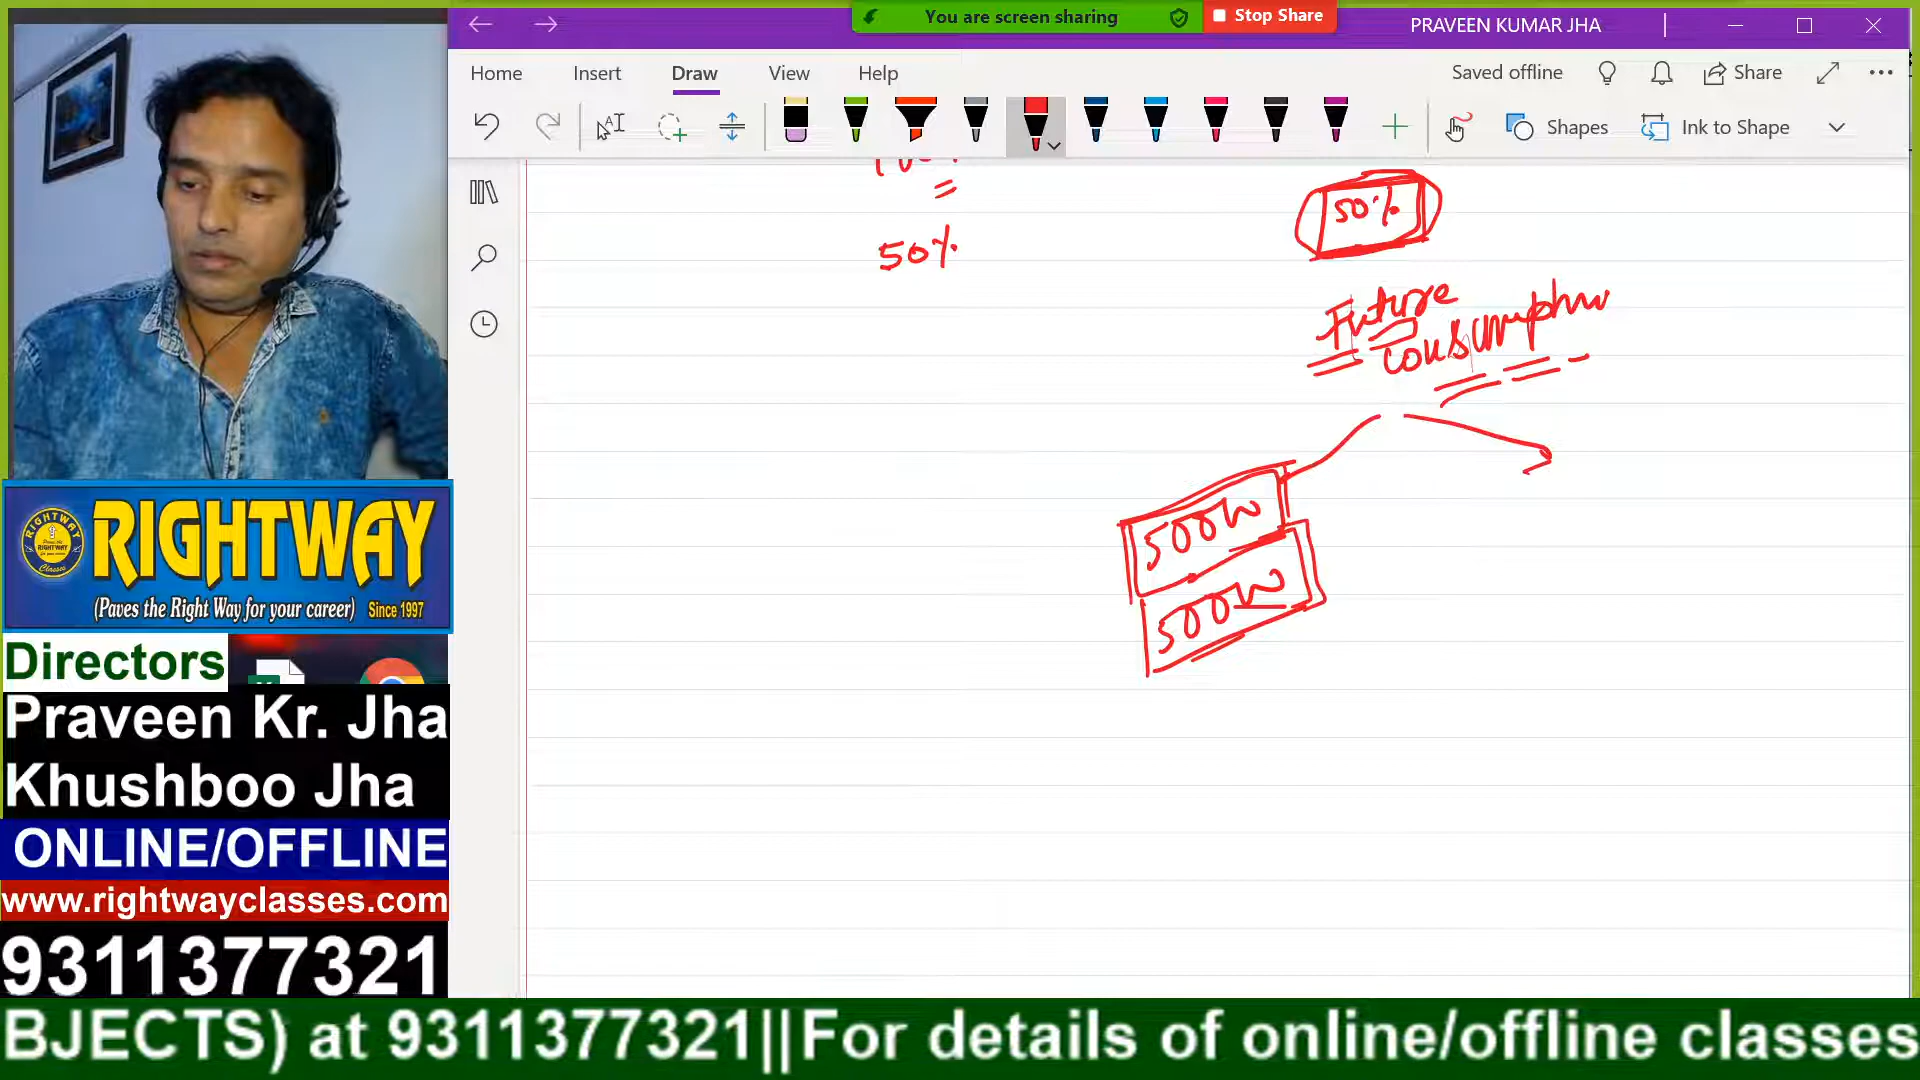 You are screen sharing
Stop Share
PRAVEEN KUMAR JHA
Home
Insert
Draw
View
Help
Saved offline
Share
Shapes
Ink to Shape
50%
50%
Future
consumption
500W
500W
RIGHTWAY
Classes
RIGHTWAY
(Paves the Right Way for your career) Since 1997
Directors
Praveen Kr. Jha
Khushboo Jha
ONLINE/OFFLINE
www.rightwayclasses.com
9311377321
BJECTS) at 9311377321||For details of online/offline classes